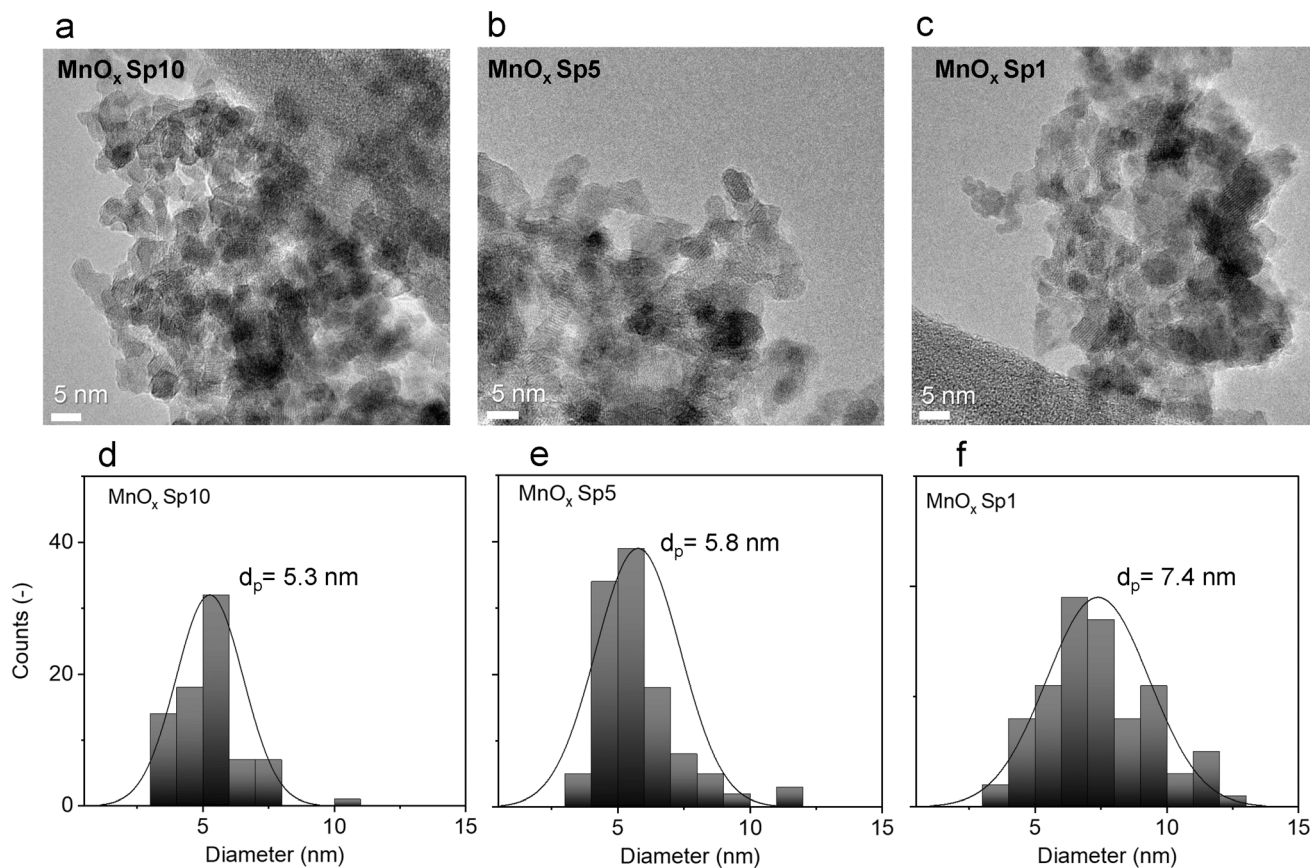 a
b
c
MnOₓ Sp10
MnOₓ Sp5
MnOₓ Sp1
5 nm
5 nm
5 nm
d
e
f
MnOₓ Sp10
MnOₓ Sp5
MnOₓ Sp1
dₚ= 5.3 nm
dₚ= 5.8 nm
dₚ= 7.4 nm
Counts (-)
40
20
0
5
10
15
5
10
15
5
10
15
Diameter (nm)
Diameter (nm)
Diameter (nm)